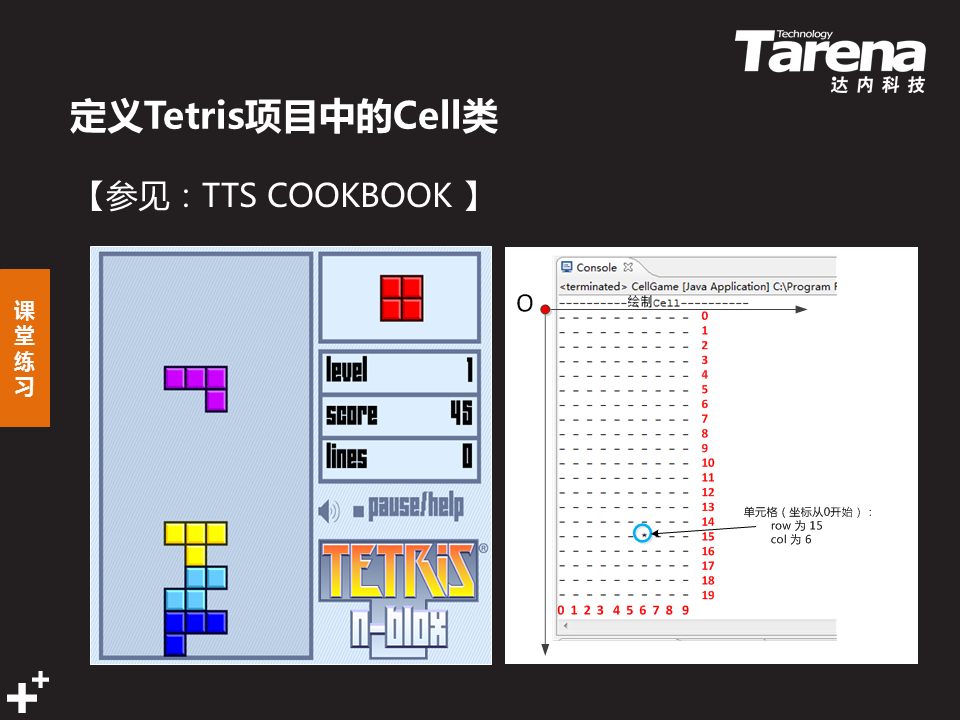 Technology
Tarena
达内科技
定义Tetris项目中的Cell类
【参见：TTS COOKBOOK 】
课
堂
练
习
level 1
score 45
lines 0
pause/help
TETRIS®
n-blox
Console
<terminated> CellGame [Java Application] C:\Program F
O
-----------绘制Cell----------
- - - - - - - - - - 0
- - - - - - - - - - 1
- - - - - - - - - - 2
- - - - - - - - - - 3
- - - - - - - - - - 4
- - - - - - - - - - 5
- - - - - - - - - - 6
- - - - - - - - - - 7
- - - - - - - - - - 8
- - - - - - - - - - 9
- - - - - - - - - - 10
- - - - - - - - - - 11
- - - - - - - - - - 12
- - - - - - - - - - 13
- - - - - - - - - - 14
- - - - - - * - - - 15
- - - - - - - - - - 16
- - - - - - - - - - 17
- - - - - - - - - - 18
- - - - - - - - - - 19
0 1 2 3 4 5 6 7 8 9
单元格（坐标从0开始）：
row 为 15
col 为 6